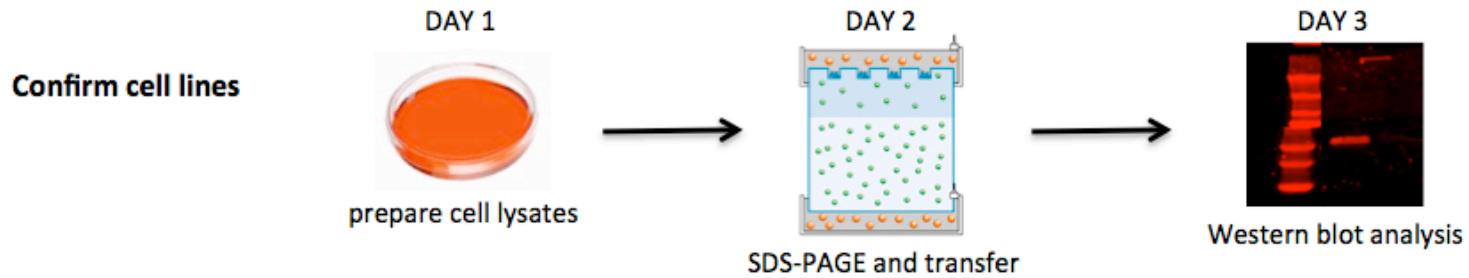 DAY 1
DAY 2
DAY 3
Confirm cell lines
prepare cell lysates
SDS-PAGE and transfer
Western blot analysis